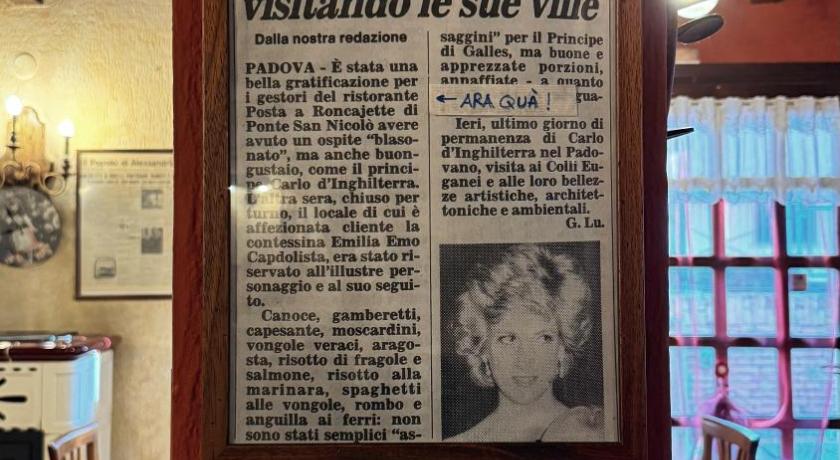 visitando le sue ville
Dalla nostra redazione
PADOVA - È stata una
bella gratificazione per
i gestori del ristorante
Posta a Roncajette di
Ponte San Nicolò avere
avuto un ospite "blaso-
nato", ma anche buon-
gustaio, come il princi-
pe Carlo d'Inghilterra.
L'altra sera, chiuso per
turno, il locale di cui è
affezionata cliente la
contessina Emilia Emo
Capdolista, era stato ri-
servato all'illustre per-
sonaggio e al suo segui-
to.
Canoce, gamberetti,
capesante, moscardini,
vongole veraci, arago-
sta, risotto di fragole e
salmone, risotto alla
marinara, spaghetti
alle vongole, rombo e
anguilla ai ferri: non
sono stati semplici "as-
saggini" per il Principe
di Galles, ma buone e
apprezzate porzioni,
annaffiate - a quanto
← ARA QUÀ !
gua-
Ieri, ultimo giorno di
permanenza di Carlo
d'Inghilterra nel Pado-
vano, visita ai Colli Eu-
ganei e alle loro bellez-
ze artistiche, architet-
toniche e ambientali.
G. Lu.